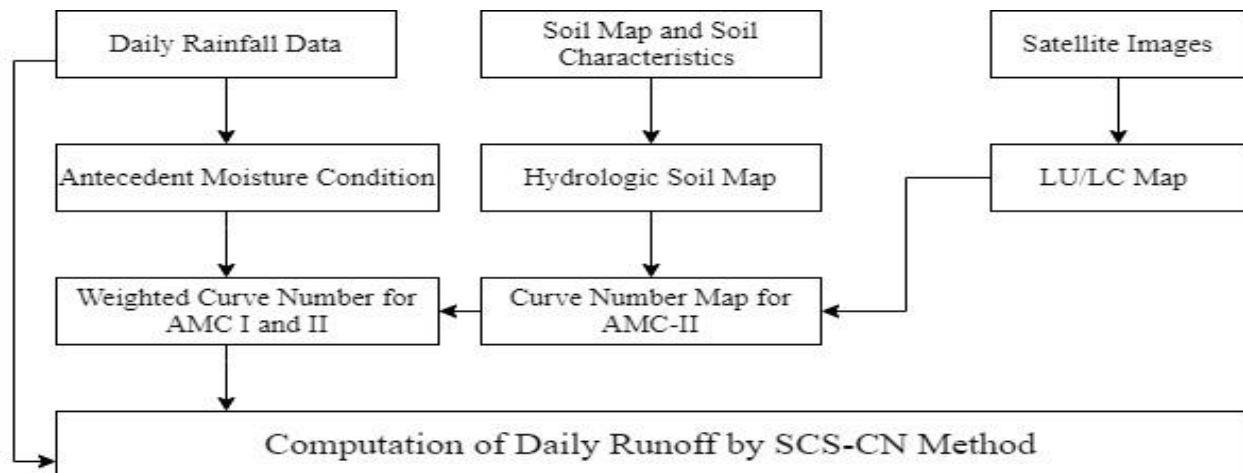 Daily Rainfall Data
Soil Map and Soil
Characteristics
Satellite Images
Antecedent Moisture Condition
Hydrologic Soil Map
LU/LC Map
Weighted Curve Number for
AMC I and II
Curve Number Map for
AMC-II
Computation of Daily Runoff by SCS-CN Method